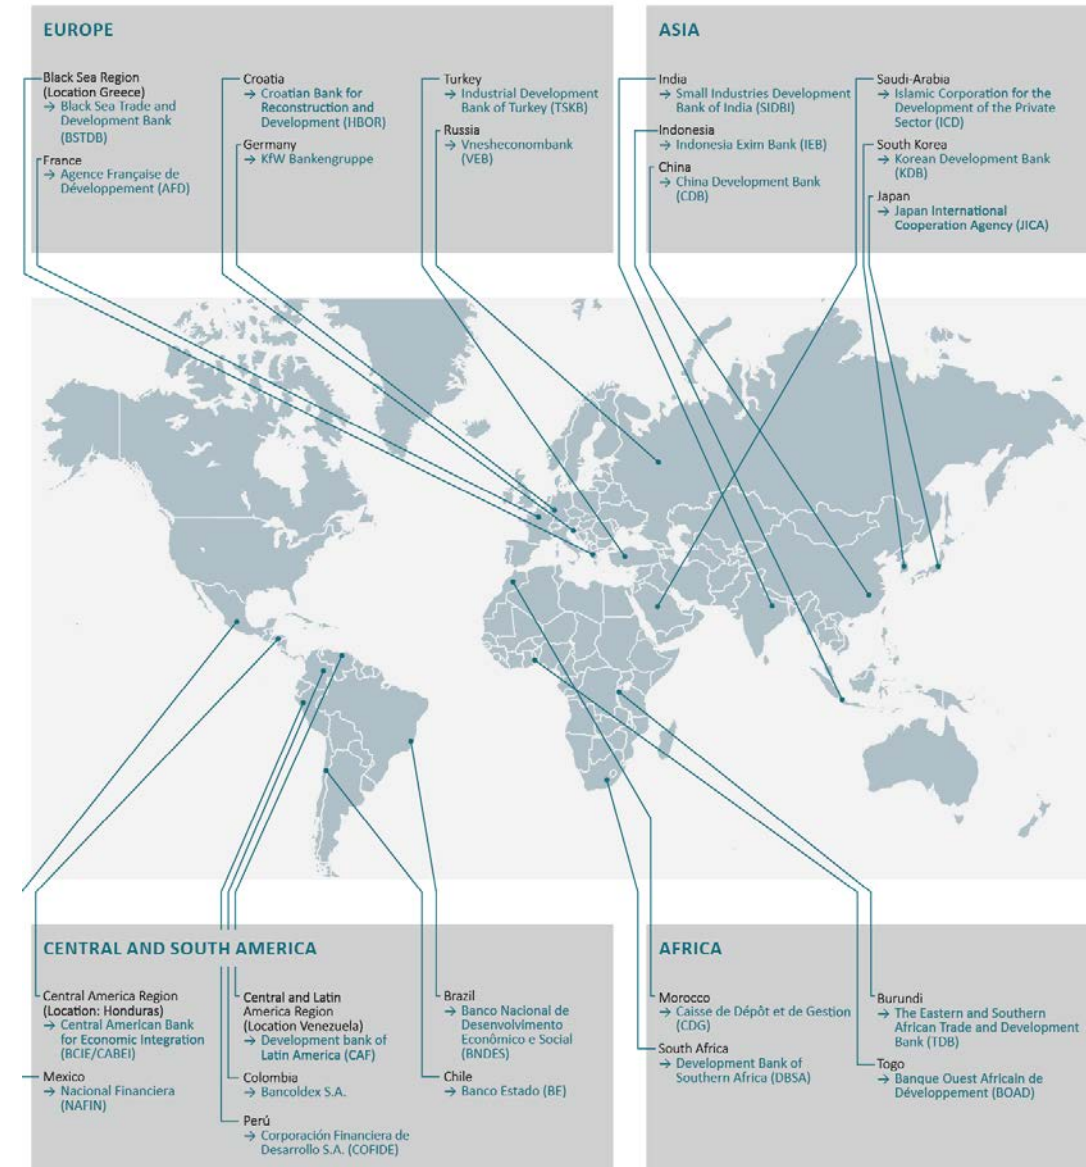 EUROPE
Black Sea Region
(Location Greece)
→ Black Sea Trade and
Development Bank
(BSTDB)
France
→ Agence Française de
Développement (AFD)
Croatia
→ Croatian Bank for
Reconstruction and
Development (HBOR)
Germany
→ KfW Bankengruppe
Turkey
→ Industrial Development
Bank of Turkey (TSKB)
Russia
→ Vnesheconombank
(VEB)
ASIA
India
→ Small Industries Development
Bank of India (SIDBI)
Indonesia
→ Indonesia Exim Bank (IEB)
China
→ China Development Bank
(CDB)
Saudi-Arabia
→ Islamic Corporation for the
Development of the Private
Sector (ICD)
South Korea
→ Korean Development Bank
(KDB)
Japan
→ Japan International
Cooperation Agency (JICA)
CENTRAL AND SOUTH AMERICA
Central America Region
(Location: Honduras)
→ Central American Bank
for Economic Integration
(BCIE/CABEI)
Mexico
→ Nacional Financiera
(NAFIN)
Central and Latin
America Region
(Location Venezuela)
→ Development bank of
Latin America (CAF)
Colombia
→ Bancoldex S.A.
Perú
→ Corporación Financiera de
Desarrollo S.A. (COFIDE)
Brazil
→ Banco Nacional de
Desenvolvimento
Econômico e Social
(BNDES)
Chile
→ Banco Estado (BE)
AFRICA
Morocco
→ Caisse de Dépôt et de Gestion
(CDG)
South Africa
→ Development Bank of
Southern Africa (DBSA)
Burundi
→ The Eastern and Southern
African Trade and Development
Bank (TDB)
Togo
→ Banque Ouest Africain de
Développement (BOAD)